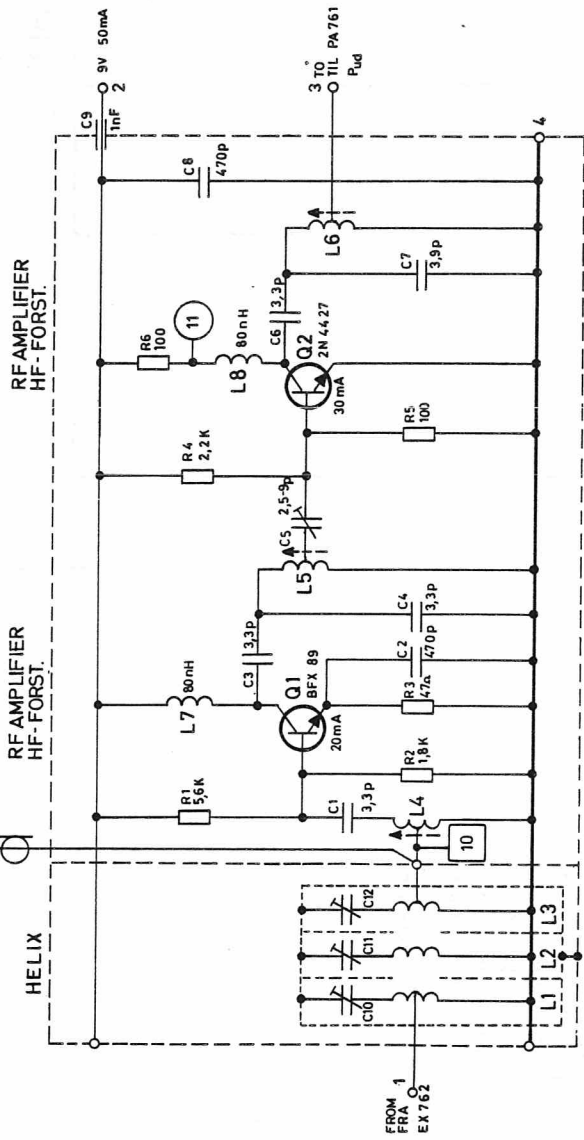 HELIX
RF AMPLIFIER
HF-FORST.
RF AMPLIFIER
HF-FORST.
FROM
FRA
EX 762
1
C10
C11
C12
L1
L2
L3
10
L4
C1
3,3p
R1
5,6K
R2
1,8K
Q1
BFX 89
20mA
L7
80nH
R3
47Ω
C2
470p
C3
3,3p
C4
3,3p
L5
C5
2,5-9p
R4
2,2K
R5
100
Q2
2N 4427
30mA
R6
100
11
L8
80nH
C6
3,3p
C7
3,9p
L6
C8
470p
C9
1nF
9V 50mA
2
3 TO
TIL PA761
Pud
4